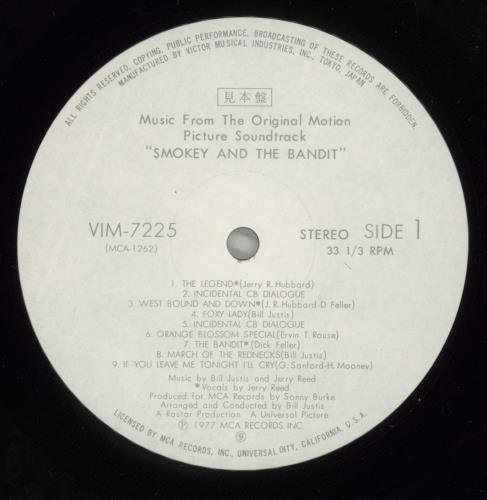 ALL RIGHTS RESERVED, COPYING, PUBLIC PERFORMANCE, BROADCASTING OF THESE RECORDS ARE FORBIDDEN
MANUFACTURED BY VICTOR MUSICAL INDUSTRIES, INC., TOKYO, JAPAN
見本盤
Music From The Original Motion
Picture Soundtrack
"SMOKEY AND THE BANDIT"
VIM-7225
(MCA-1262)
STEREO SIDE 1
33 1/3 RPM
1. THE LEGEND*(Jerry R. Hubbard)
2. INCIDENTAL CB DIALOGUE
3. WEST BOUND AND DOWN*(J. R. Hubbard-D. Feller)
4. FOXY LADY(Bill Justis)
5. INCIDENTAL CB DIALOGUE
6. ORANGE BLOSSOM SPECIAL(Ervin T. Rouse)
7. THE BANDIT*(Dick Feller)
8. MARCH OF THE REDNECKS(Bill Justis)
9. IF YOU LEAVE ME TONIGHT I'LL CRY(G. Sanford-H. Mooney)
Music by Bill Justis and Jerry Reed
*Vocals by Jerry Reed
Produced for MCA Records by Sonny Burke
Arranged and Conducted by Bill Justis
A Rastar Production A Universal Picture
Ⓟ 1977 MCA RECORDS, INC.
⑨
LICENSED BY MCA RECORDS, INC., UNIVERSAL CITY, CALIFORNIA, U.S.A.